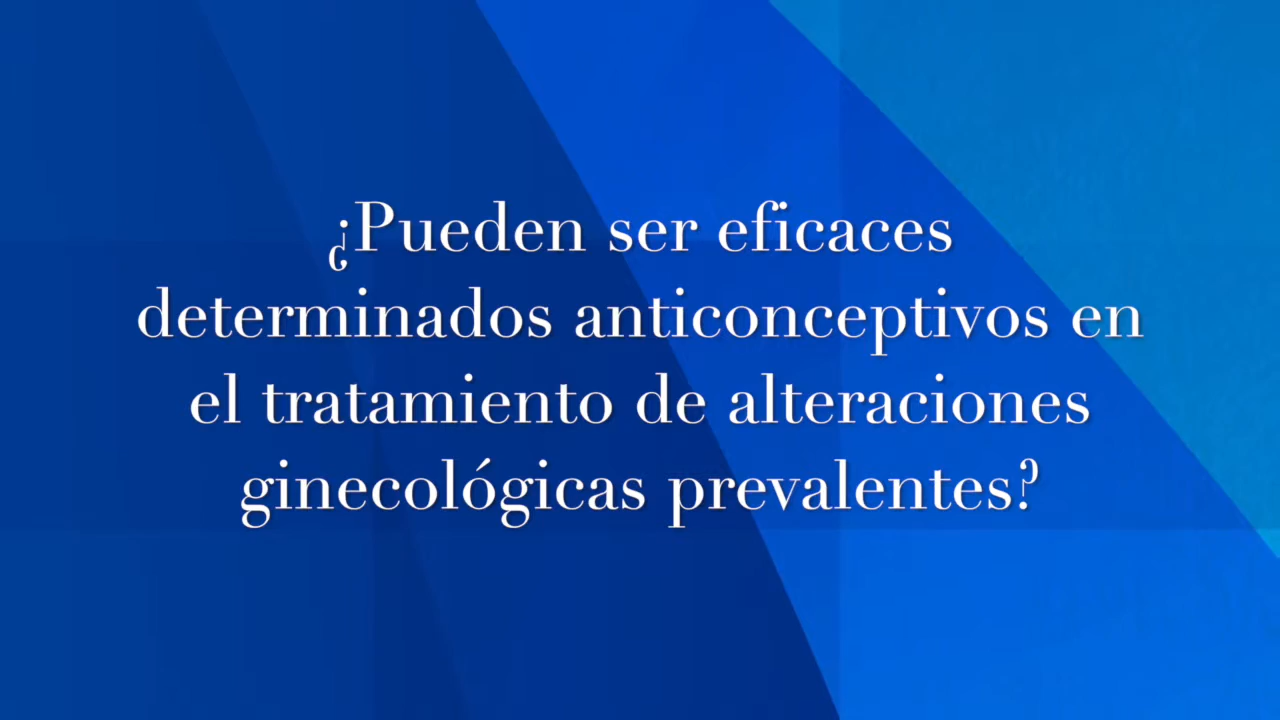 ¿Pueden ser eficaces
determinados anticonceptivos en
el tratamiento de alteraciones
ginecológicas prevalentes?